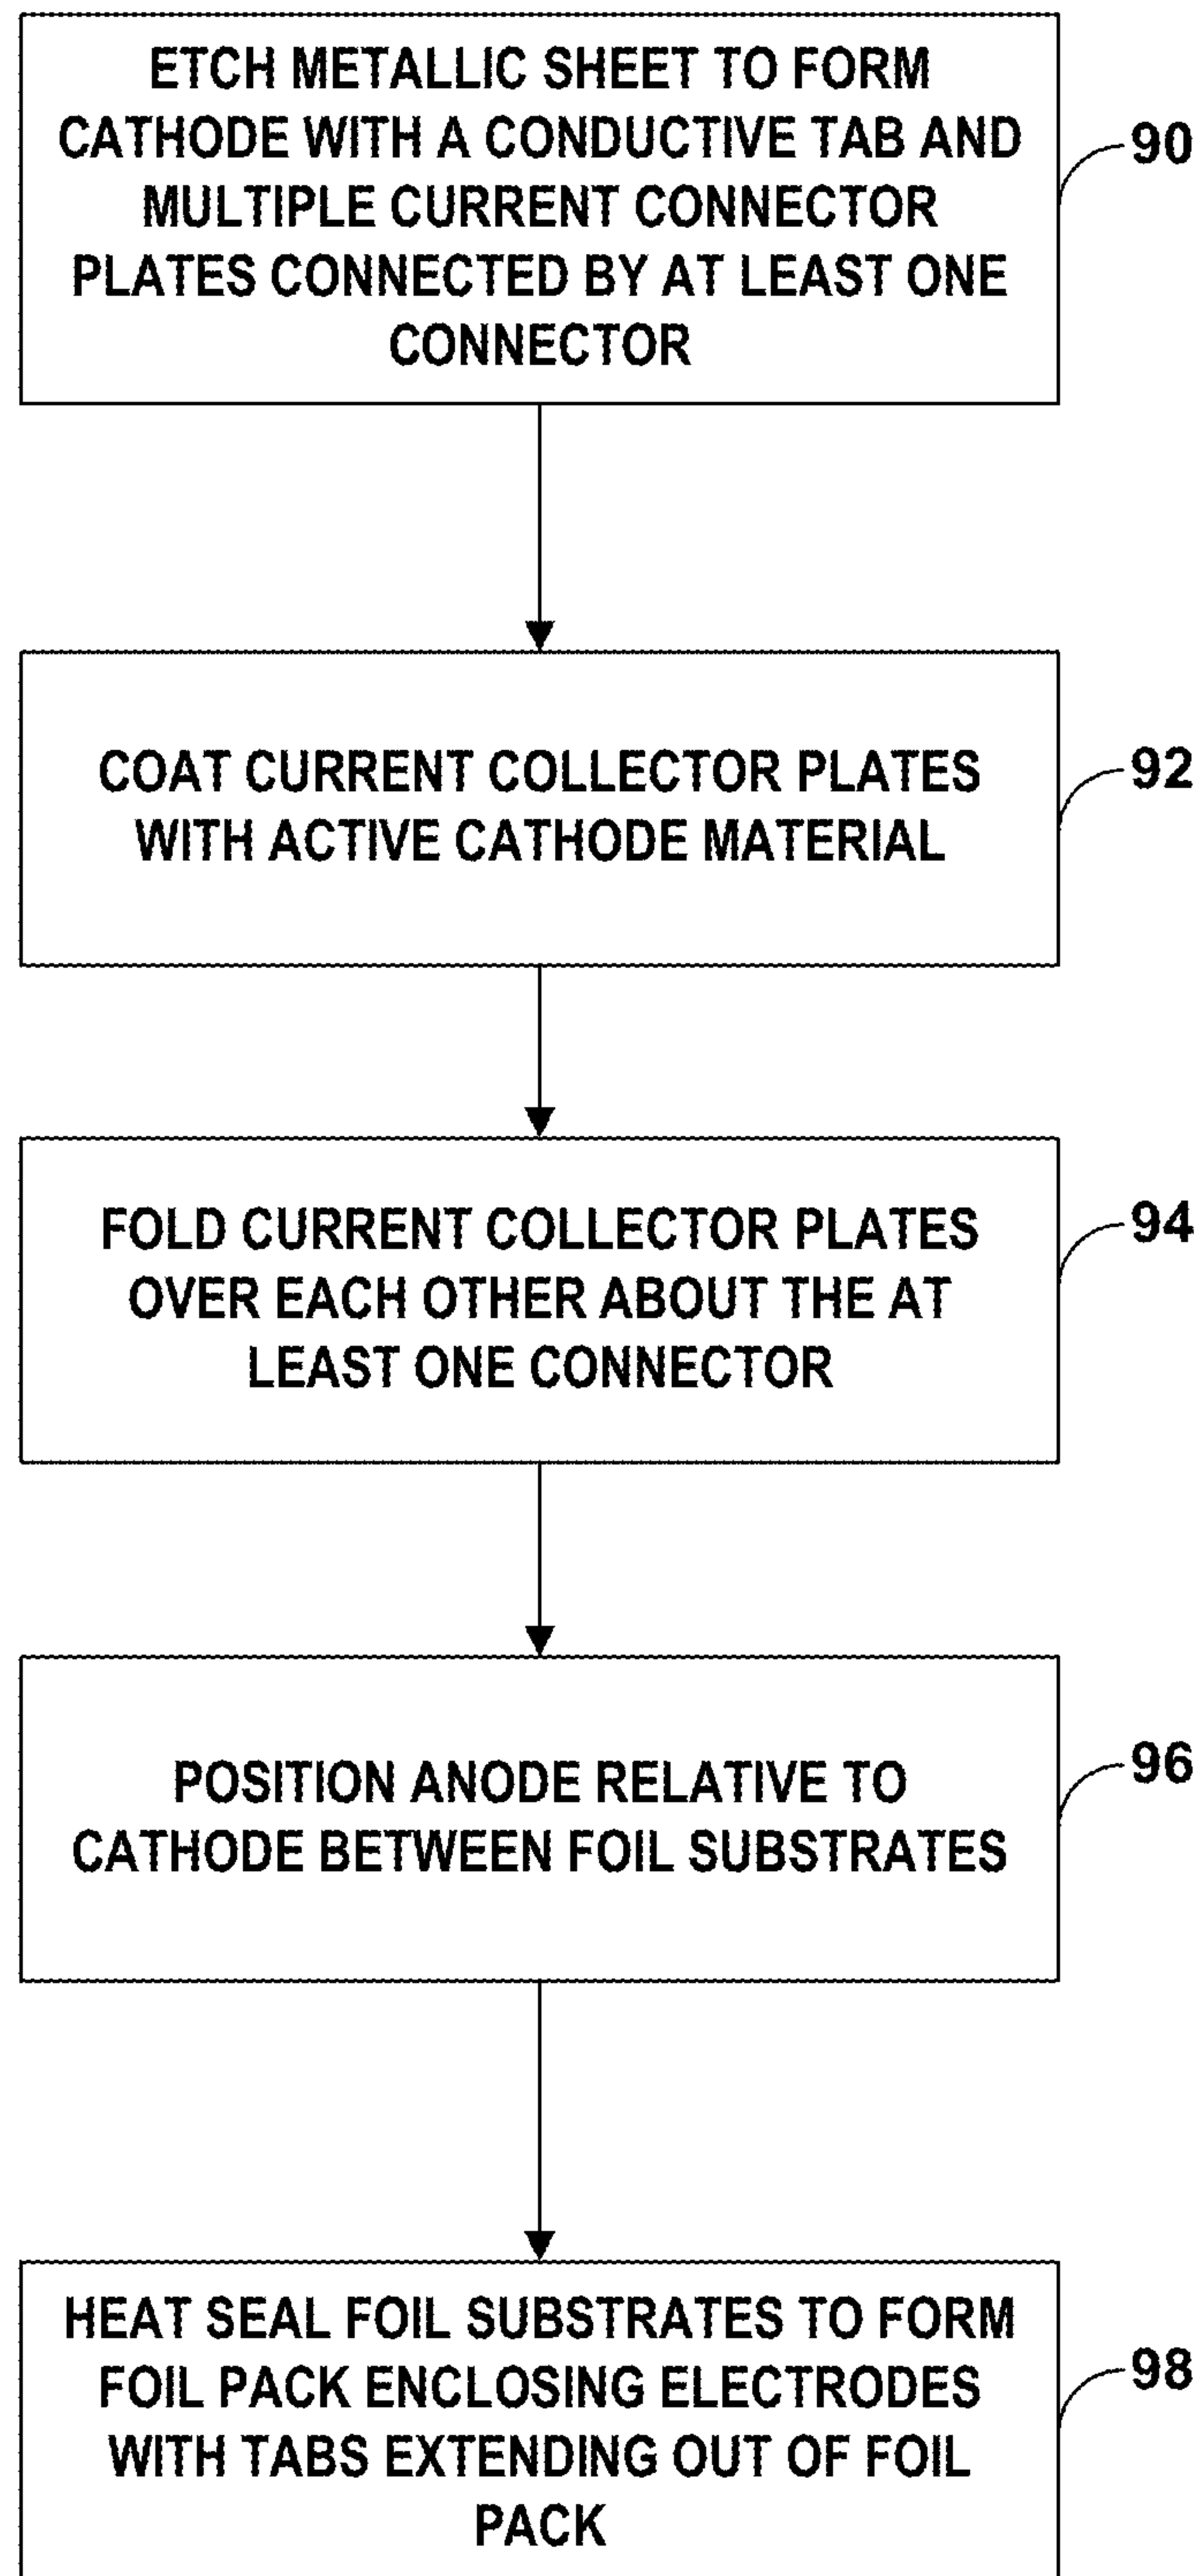 ETCH METALLIC SHEET TO FORM
CATHODE WITH A CONDUCTIVE TAB AND
MULTIPLE CURRENT CONNECTOR
PLATES CONNECTED BY AT LEAST ONE
CONNECTOR
90
COAT CURRENT COLLECTOR PLATES
WITH ACTIVE CATHODE MATERIAL
92
FOLD CURRENT COLLECTOR PLATES
OVER EACH OTHER ABOUT THE AT
LEAST ONE CONNECTOR
94
POSITION ANODE RELATIVE TO
CATHODE BETWEEN FOIL SUBSTRATES
96
HEAT SEAL FOIL SUBSTRATES TO FORM
FOIL PACK ENCLOSING ELECTRODES
WITH TABS EXTENDING OUT OF FOIL
PACK
98